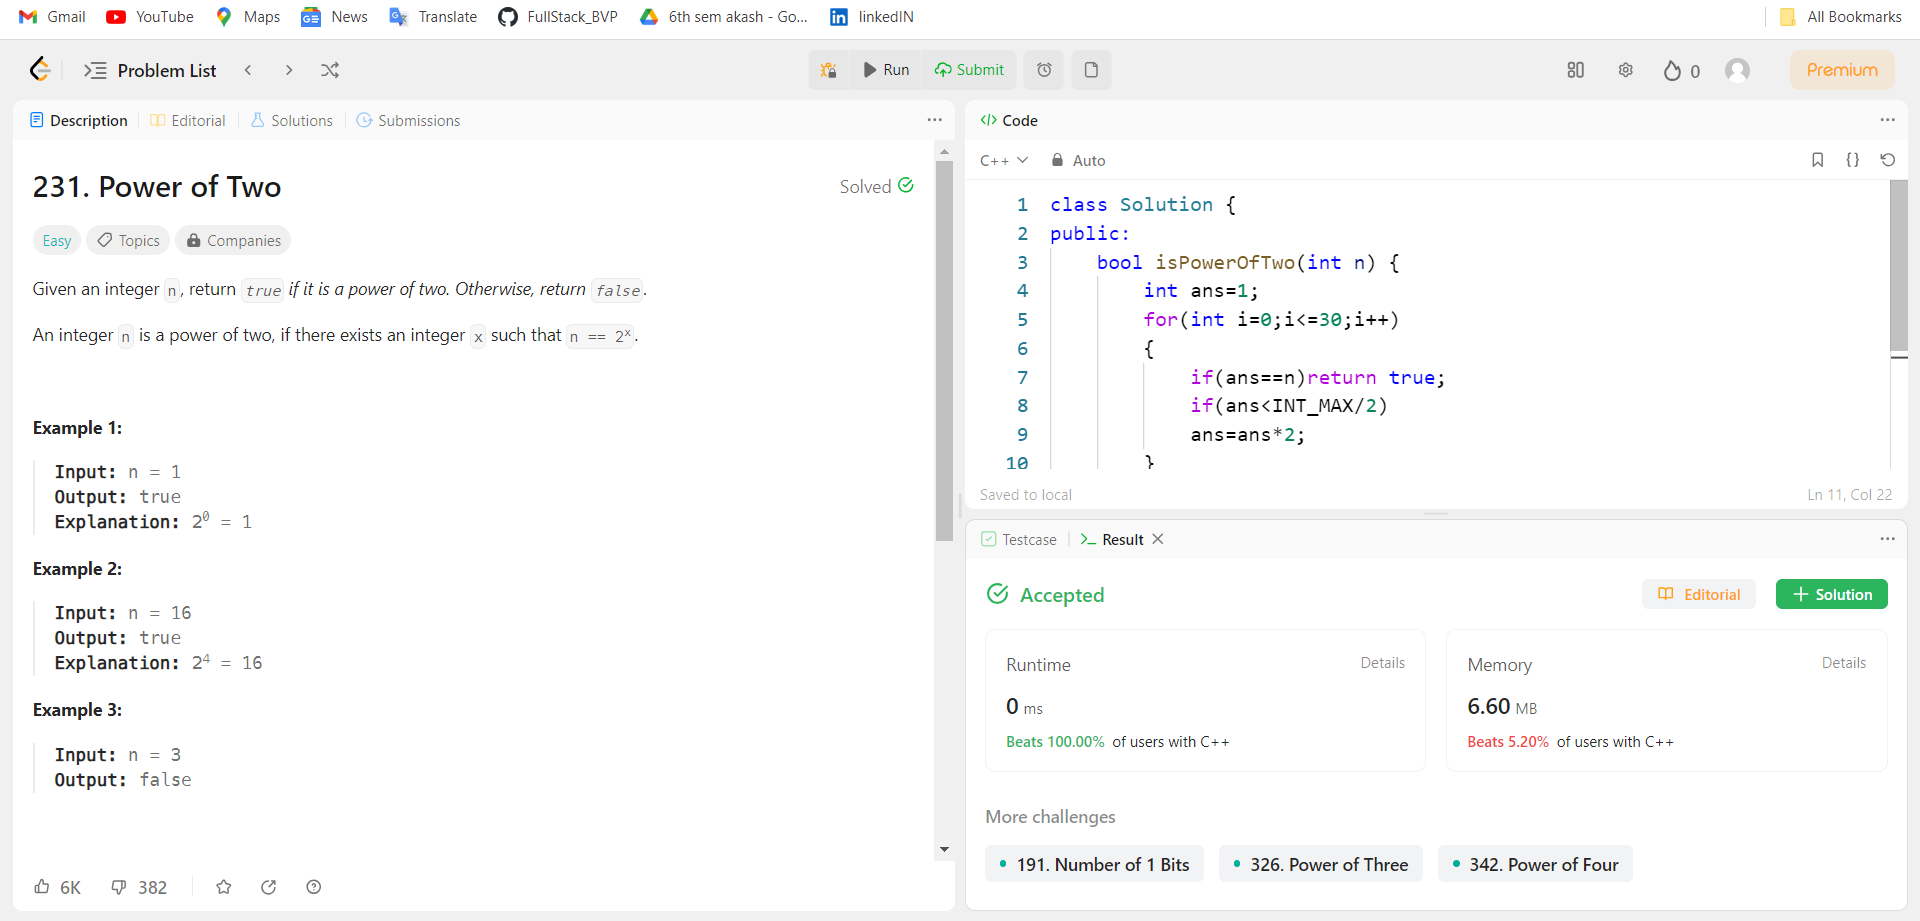 Gmail YouTube Maps News Translate FullStack_BVP 6th sem akash - Go... linkedIN All Bookmarks
Problem List Run Submit 0 Premium
Description Editorial Solutions Submissions
231. Power of Two
Solved
Easy Topics Companies
Given an integer n, return true if it is a power of two. Otherwise, return false.
An integer n is a power of two, if there exists an integer x such that n == 2^x.
Example 1:
Input: n = 1
Output: true
Explanation: 2^0 = 1
Example 2:
Input: n = 16
Output: true
Explanation: 2^4 = 16
Example 3:
Input: n = 3
Output: false
6K 382
</> Code
C++ Auto
1 class Solution {
2 public:
3 bool isPowerOfTwo(int n) {
4 int ans=1;
5 for(int i=0;i<=30;i++)
6 {
7 if(ans==n)return true;
8 if(ans<INT_MAX/2)
9 ans=ans*2;
10 }
Saved to local Ln 11, Col 22
Testcase >_ Result
Accepted Editorial + Solution
Runtime Details
0 ms
Beats 100.00% of users with C++
Memory Details
6.60 MB
Beats 5.20% of users with C++
More challenges
191. Number of 1 Bits 326. Power of Three 342. Power of Four